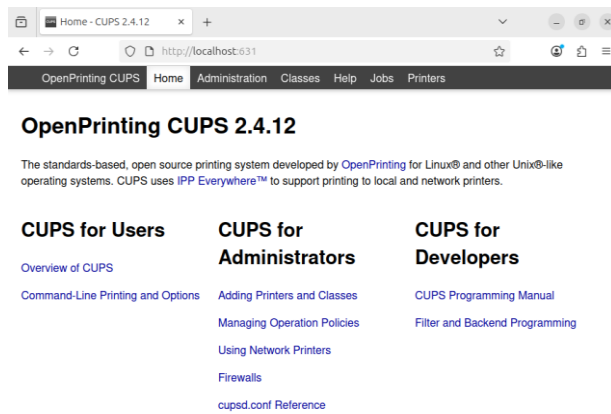 Home - CUPS 2.4.12
http://localhost:631
OpenPrinting CUPS Home Administration Classes Help Jobs Printers
OpenPrinting CUPS 2.4.12
The standards-based, open source printing system developed by OpenPrinting for Linux® and other Unix®-like
operating systems. CUPS uses IPP Everywhere™ to support printing to local and network printers.
CUPS for Users
Overview of CUPS
Command-Line Printing and Options
CUPS for
Administrators
Adding Printers and Classes
Managing Operation Policies
Using Network Printers
Firewalls
cupsd.conf Reference
CUPS for
Developers
CUPS Programming Manual
Filter and Backend Programming